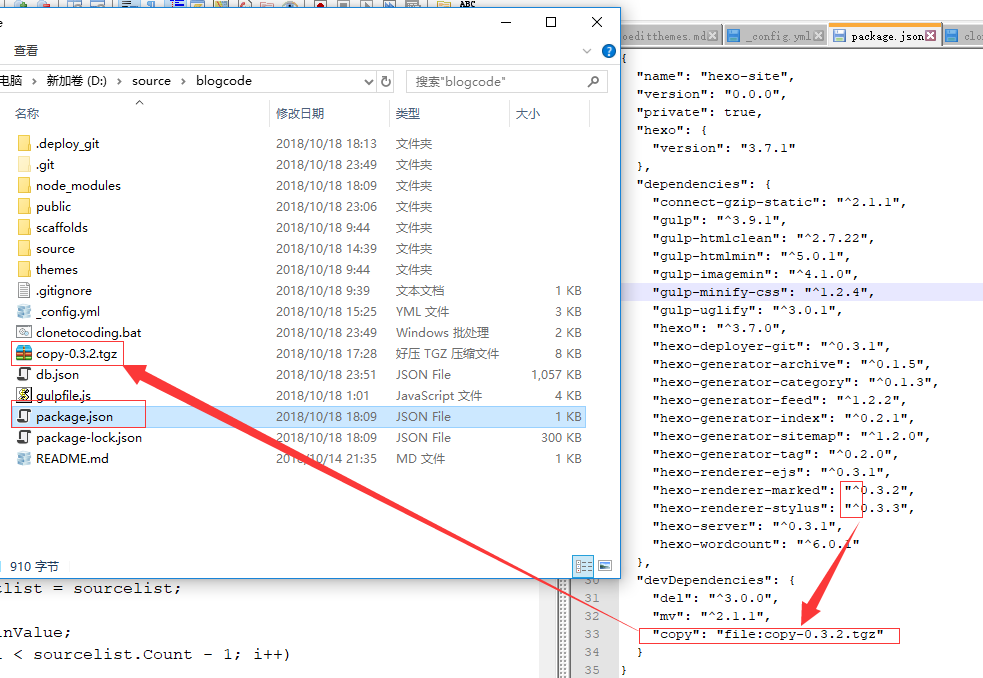 ABC
查看
?
电脑 › 新加卷 (D:) › source › blogcode
搜索"blogcode"
名称 修改日期 类型 大小
.deploy_git 2018/10/18 18:13 文件夹
.git 2018/10/18 23:49 文件夹
node_modules 2018/10/18 18:09 文件夹
public 2018/10/18 23:06 文件夹
scaffolds 2018/10/18 9:44 文件夹
source 2018/10/18 14:39 文件夹
themes 2018/10/18 9:44 文件夹
.gitignore 2018/10/18 9:39 文本文档 1 KB
_config.yml 2018/10/18 15:25 YML 文件 3 KB
clonetocoding.bat 2018/10/18 23:49 Windows 批处理 2 KB
copy-0.3.2.tgz 2018/10/18 17:28 好压 TGZ 压缩文件 8 KB
db.json 2018/10/18 23:51 JSON File 1,057 KB
gulpfile.js 2018/10/18 1:01 JavaScript 文件 4 KB
package.json 2018/10/18 18:09 JSON File 1 KB
package-lock.json 2018/10/18 18:09 JSON File 300 KB
README.md 2018/10/14 21:35 MD 文件 1 KB
910 字节
tlist = sourcelist;
nValue;
< sourcelist.Count - 1; i++)
oeditthemes.md _config.yml package.json clo
{
"name": "hexo-site",
"version": "0.0.0",
"private": true,
"hexo": {
"version": "3.7.1"
},
"dependencies": {
"connect-gzip-static": "^2.1.1",
"gulp": "^3.9.1",
"gulp-htmlclean": "^2.7.22",
"gulp-htmlmin": "^5.0.1",
"gulp-imagemin": "^4.1.0",
"gulp-minify-css": "^1.2.4",
"gulp-uglify": "^3.0.1",
"hexo": "^3.7.0",
"hexo-deployer-git": "^0.3.1",
"hexo-generator-archive": "^0.1.5",
"hexo-generator-category": "^0.1.3",
"hexo-generator-feed": "^1.2.2",
"hexo-generator-index": "^0.2.1",
"hexo-generator-sitemap": "^1.2.0",
"hexo-generator-tag": "^0.2.0",
"hexo-renderer-ejs": "^0.3.1",
"hexo-renderer-marked": "^0.3.2",
"hexo-renderer-stylus": "^0.3.3",
"hexo-server": "^0.3.1",
"hexo-wordcount": "^6.0.1"
},
30 "devDependencies": {
31 "del": "^3.0.0",
32 "mv": "^2.1.1",
33 "copy": "file:copy-0.3.2.tgz"
34 }
35 }